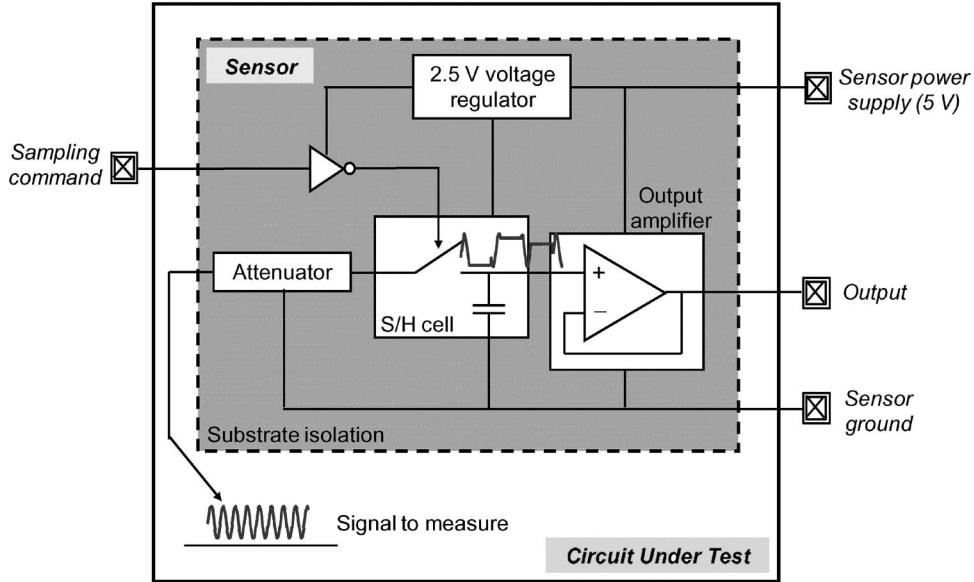 Sensor
2.5 V voltage
regulator
Sensor power
supply (5 V)
Sampling
command
Output
amplifier
Attenuator
S/H cell
+
−
Output
Sensor
ground
Substrate isolation
Signal to measure
Circuit Under Test